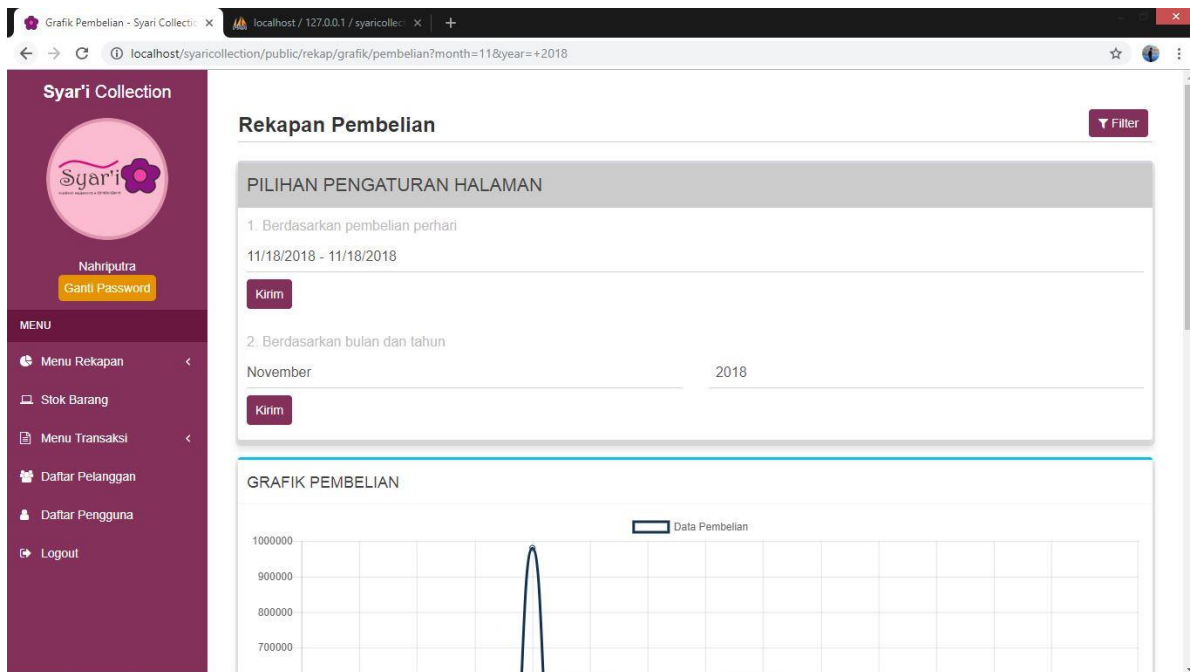 Grafik Pembelian - Syari Collectio
localhost / 127.0.0.1 / syaricollec
localhost/syaricollection/public/rekap/grafik/pembelian?month=11&year=+2018
Syar'i Collection
Syar'i
Nahriputra
Ganti Password
MENU
Menu Rekapan
Stok Barang
Menu Transaksi
Daftar Pelanggan
Daftar Pengguna
Logout
Rekapan Pembelian
Filter
PILIHAN PENGATURAN HALAMAN
1. Berdasarkan pembelian perhari
11/18/2018 - 11/18/2018
Kirim
2. Berdasarkan bulan dan tahun
November 2018
Kirim
GRAFIK PEMBELIAN
Data Pembelian
1000000
900000
800000
700000